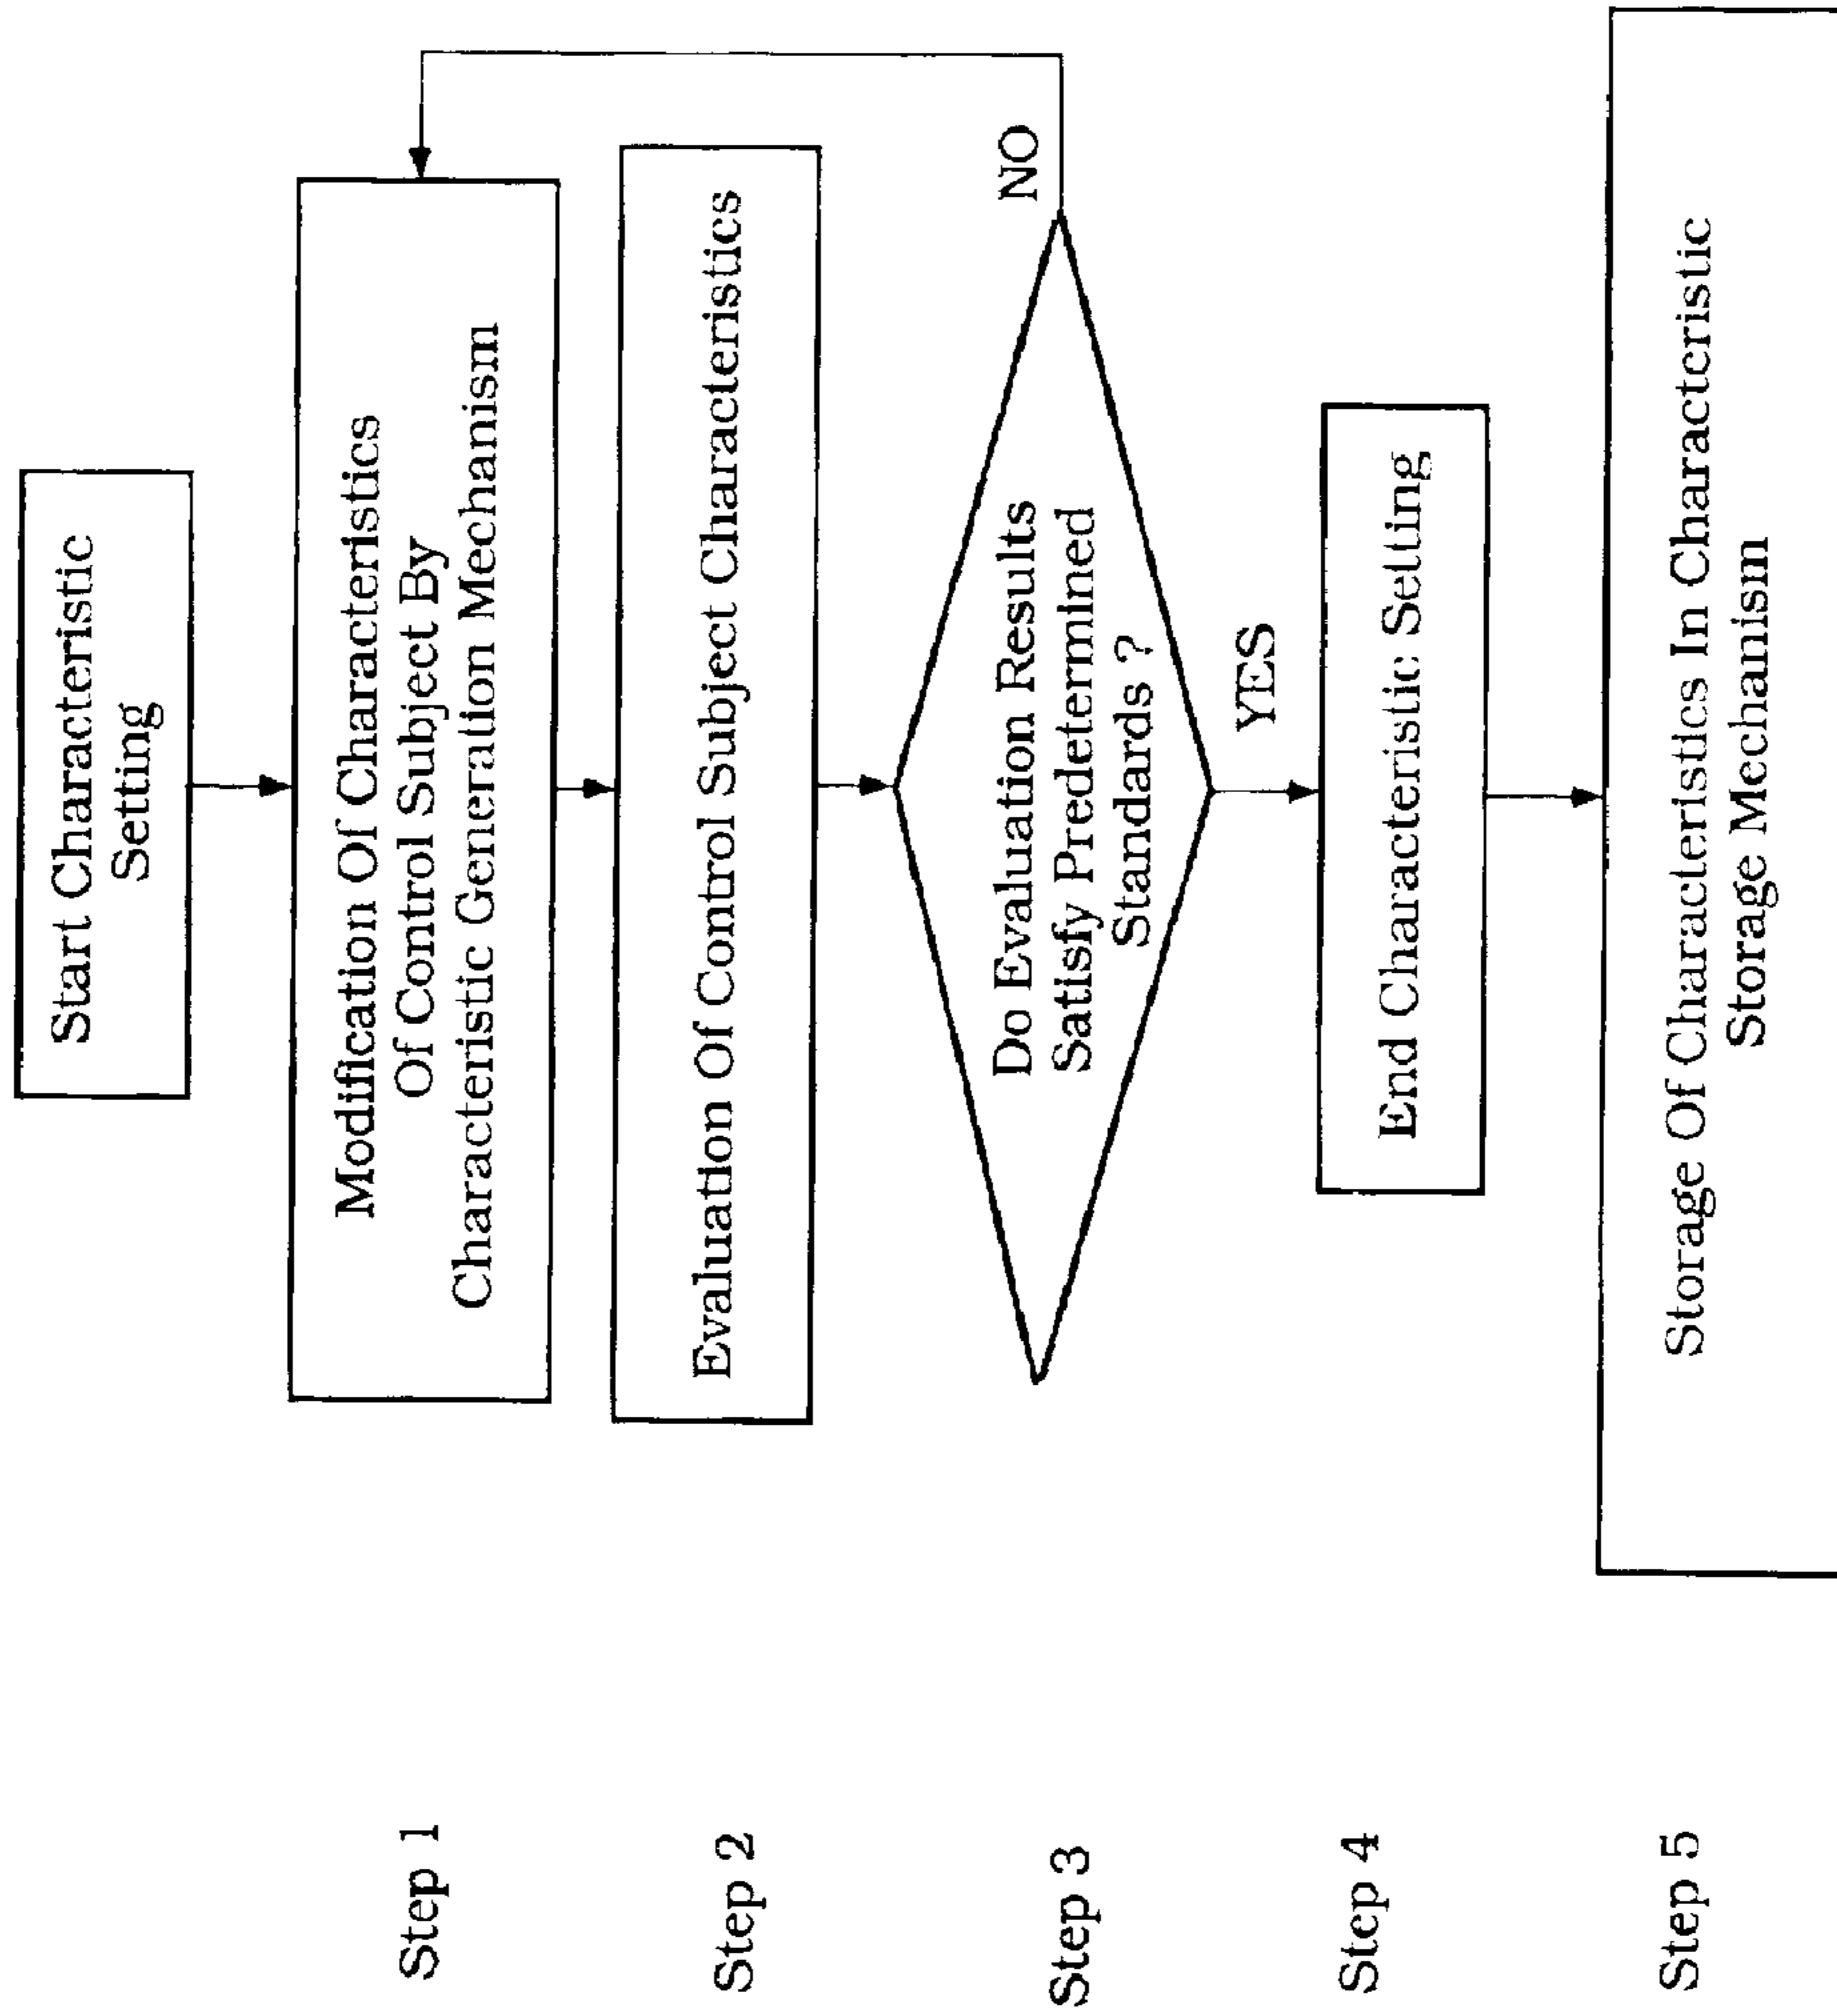 Start Characteristic
Setting
Step 1
Modification Of Characteristics
Of Control Subject By
Characteristic Generation Mechanism
Step 2
Evaluation Of Control Subject Characteristics
Step 3
Do Evaluation Results
Satisfy Predetermined
Standards ?
NO
YES
Step 4
End Characteristic Setting
Step 5
Storage Of Characteristics In Characteristic
Storage Mechanism